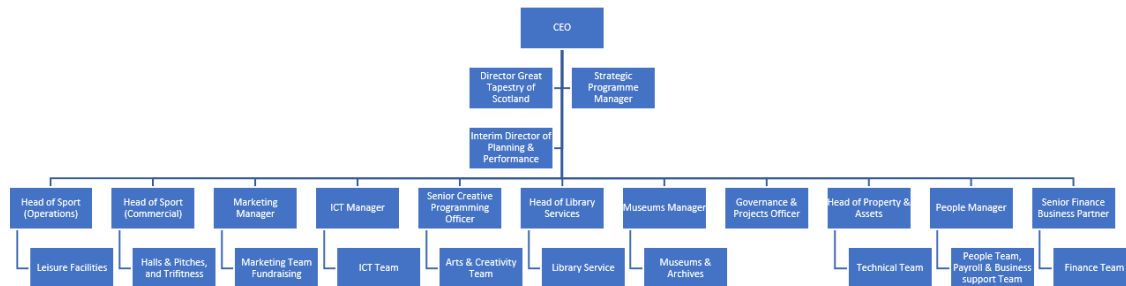 CEO
Director Great
Tapestry of
Scotland
Strategic
Programme
Manager
Interim Director of
Planning &
Performance
Head of Sport
(Operations)
Head of Sport
(Commercial)
Marketing
Manager
ICT Manager
Senior Creative
Programming
Officer
Head of Library
Services
Museums Manager
Governance &
Projects Officer
Head of Property &
Assets
People Manager
Senior Finance
Business Partner
Leisure Facilities
Halls & Pitches,
and Trifitness
Marketing Team
Fundraising
ICT Team
Arts & Creativity
Team
Library Service
Museums &
Archives
Technical Team
People Team,
Payroll & Business
support Team
Finance Team